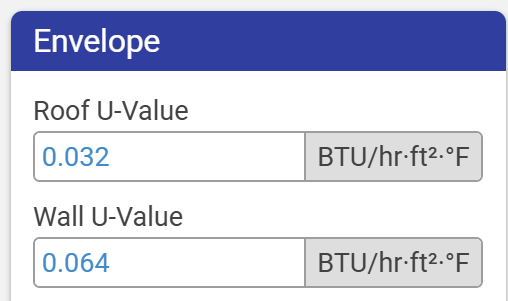 Envelope
Roof U-Value
0.032 BTU/hr·ft²·°F
Wall U-Value
0.064 BTU/hr·ft²·°F